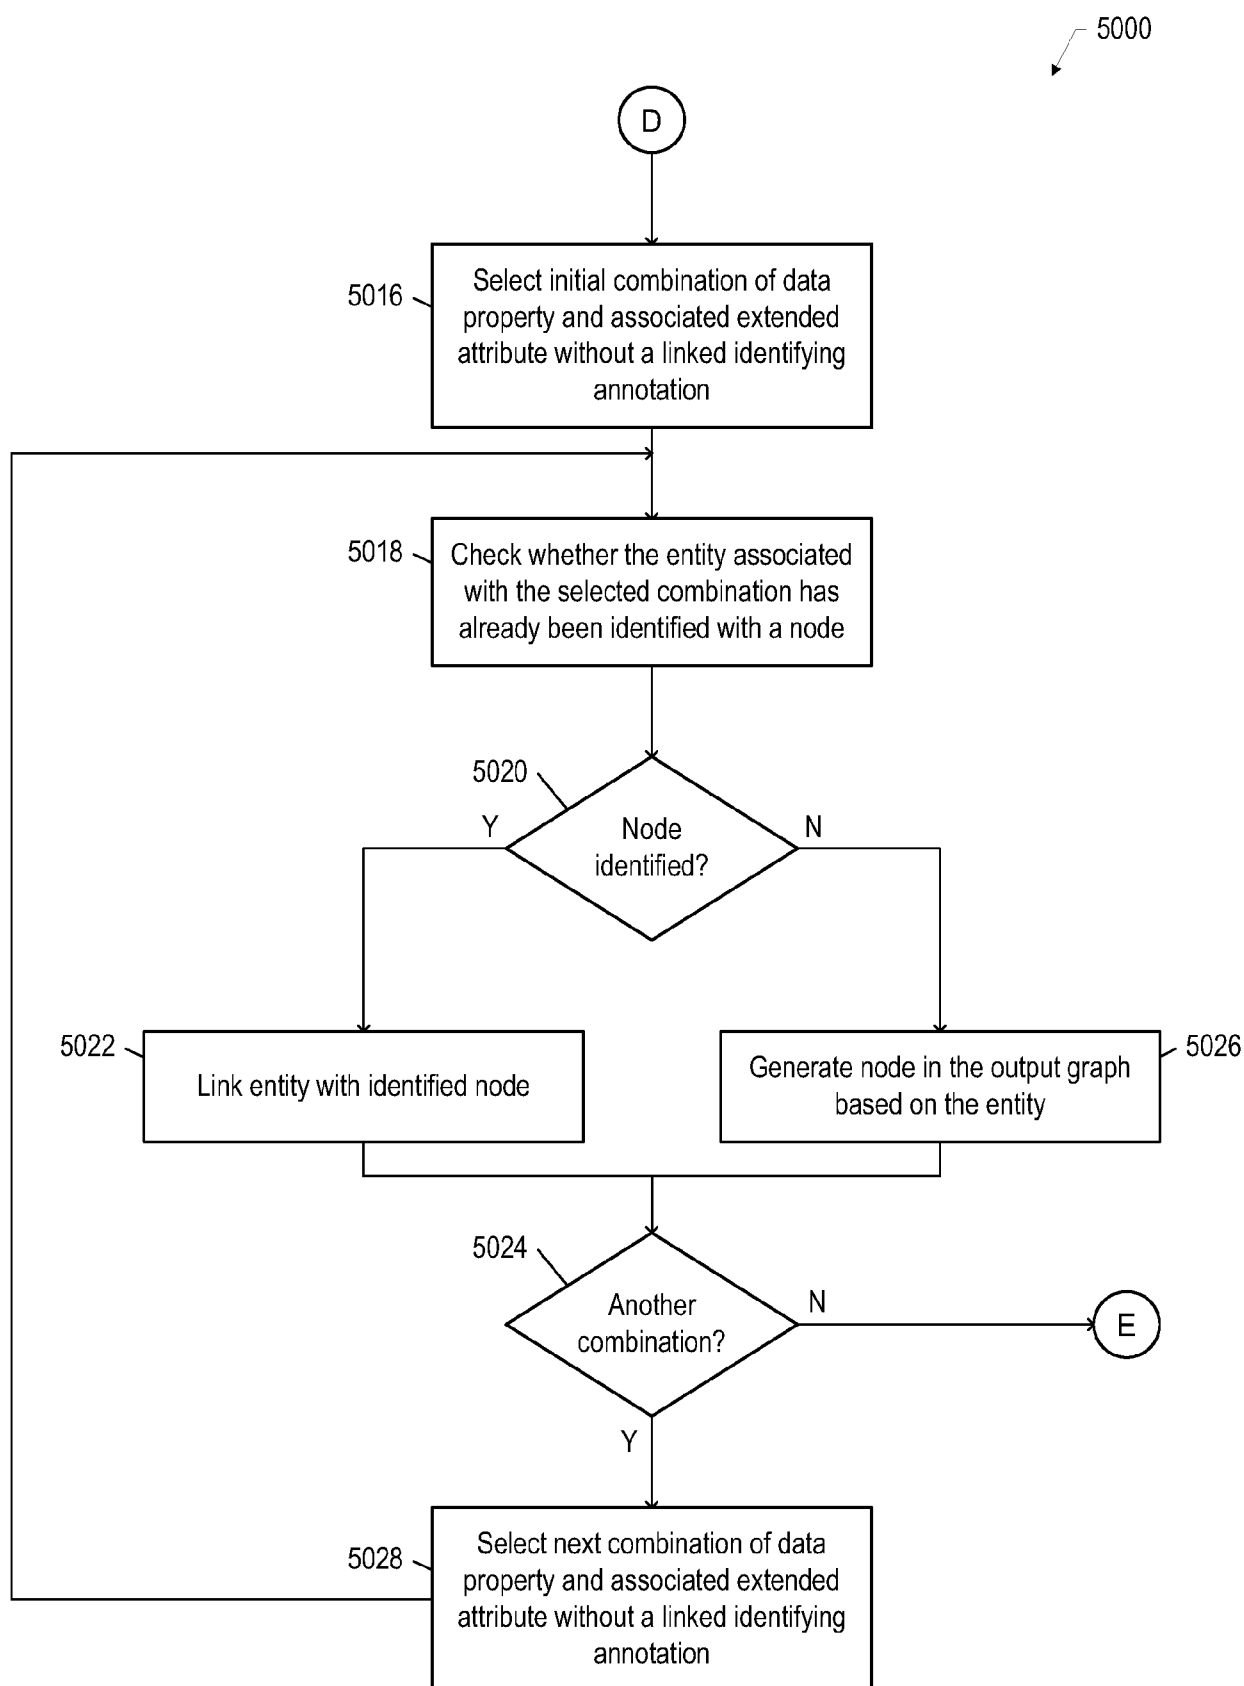 5000
D
5016
Select initial combination of data
property and associated extended
attribute without a linked identifying
annotation
5018
Check whether the entity associated
with the selected combination has
already been identified with a node
5020
Y
Node
identified?
N
5022
Link entity with identified node
Generate node in the output graph
based on the entity
5026
5024
Another
combination?
N
E
Y
5028
Select next combination of data
property and associated extended
attribute without a linked identifying
annotation